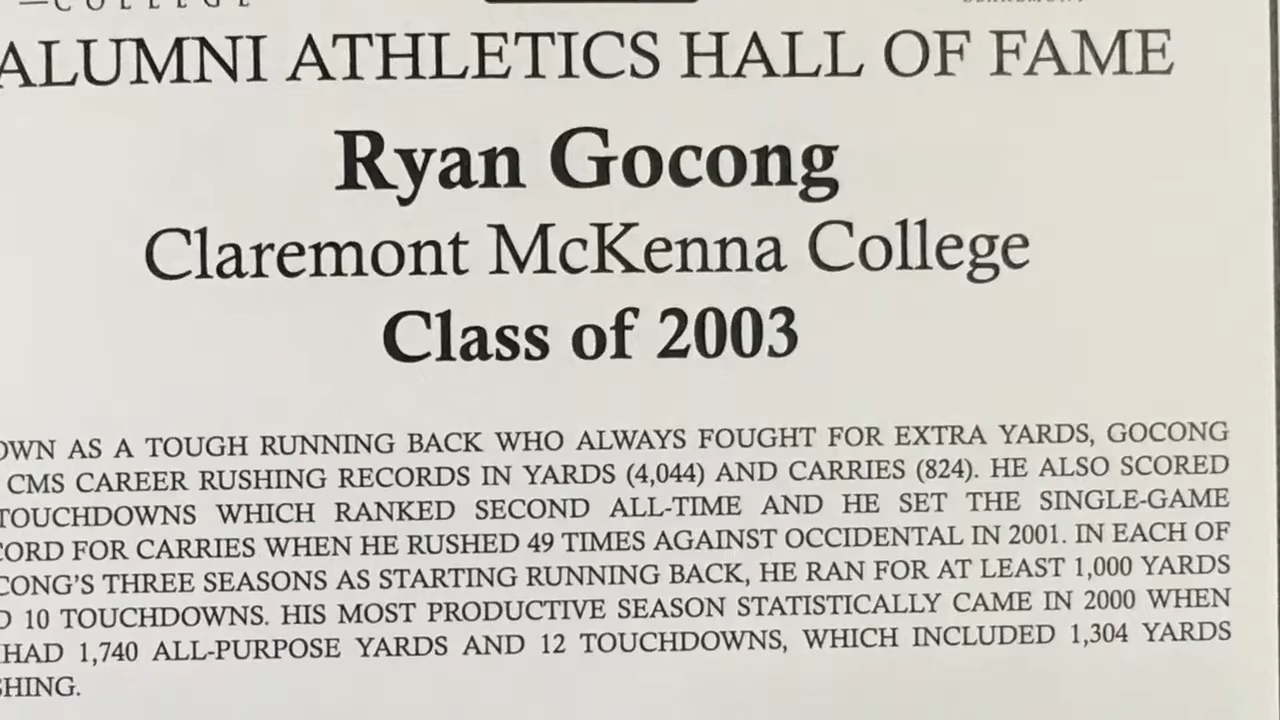 COLLEGE
ALUMNI ATHLETICS HALL OF FAME
Ryan Gocong
Claremont McKenna College
Class of 2003
OWN AS A TOUGH RUNNING BACK WHO ALWAYS FOUGHT FOR EXTRA YARDS, GOCONG
CMS CAREER RUSHING RECORDS IN YARDS (4,044) AND CARRIES (824). HE ALSO SCORED
TOUCHDOWNS WHICH RANKED SECOND ALL-TIME AND HE SET THE SINGLE-GAME
CORD FOR CARRIES WHEN HE RUSHED 49 TIMES AGAINST OCCIDENTAL IN 2001. IN EACH OF
CONG'S THREE SEASONS AS STARTING RUNNING BACK, HE RAN FOR AT LEAST 1,000 YARDS
D 10 TOUCHDOWNS. HIS MOST PRODUCTIVE SEASON STATISTICALLY CAME IN 2000 WHEN
HAD 1,740 ALL-PURPOSE YARDS AND 12 TOUCHDOWNS, WHICH INCLUDED 1,304 YARDS
SHING.